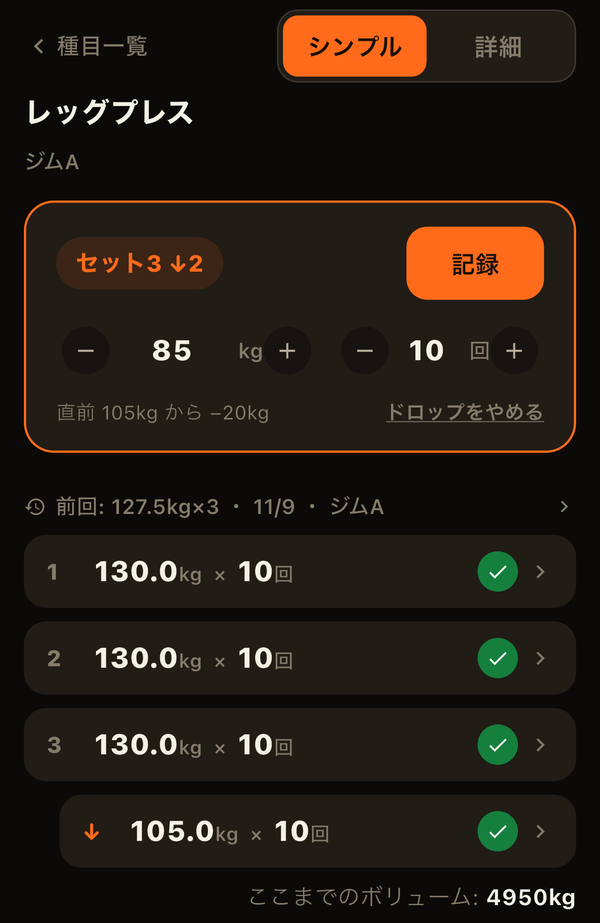 種目一覧 シンプル 詳細
レッグプレス
ジムA
セット3 ↓2 記録
− 85 kg + − 10 回 +
直前 105kg から −20kg ドロップをやめる
前回: 127.5kg×3 ・ 11/9 ・ ジムA
1 130.0kg × 10回
2 130.0kg × 10回
3 130.0kg × 10回
↓ 105.0kg × 10回
ここまでのボリューム: 4950kg